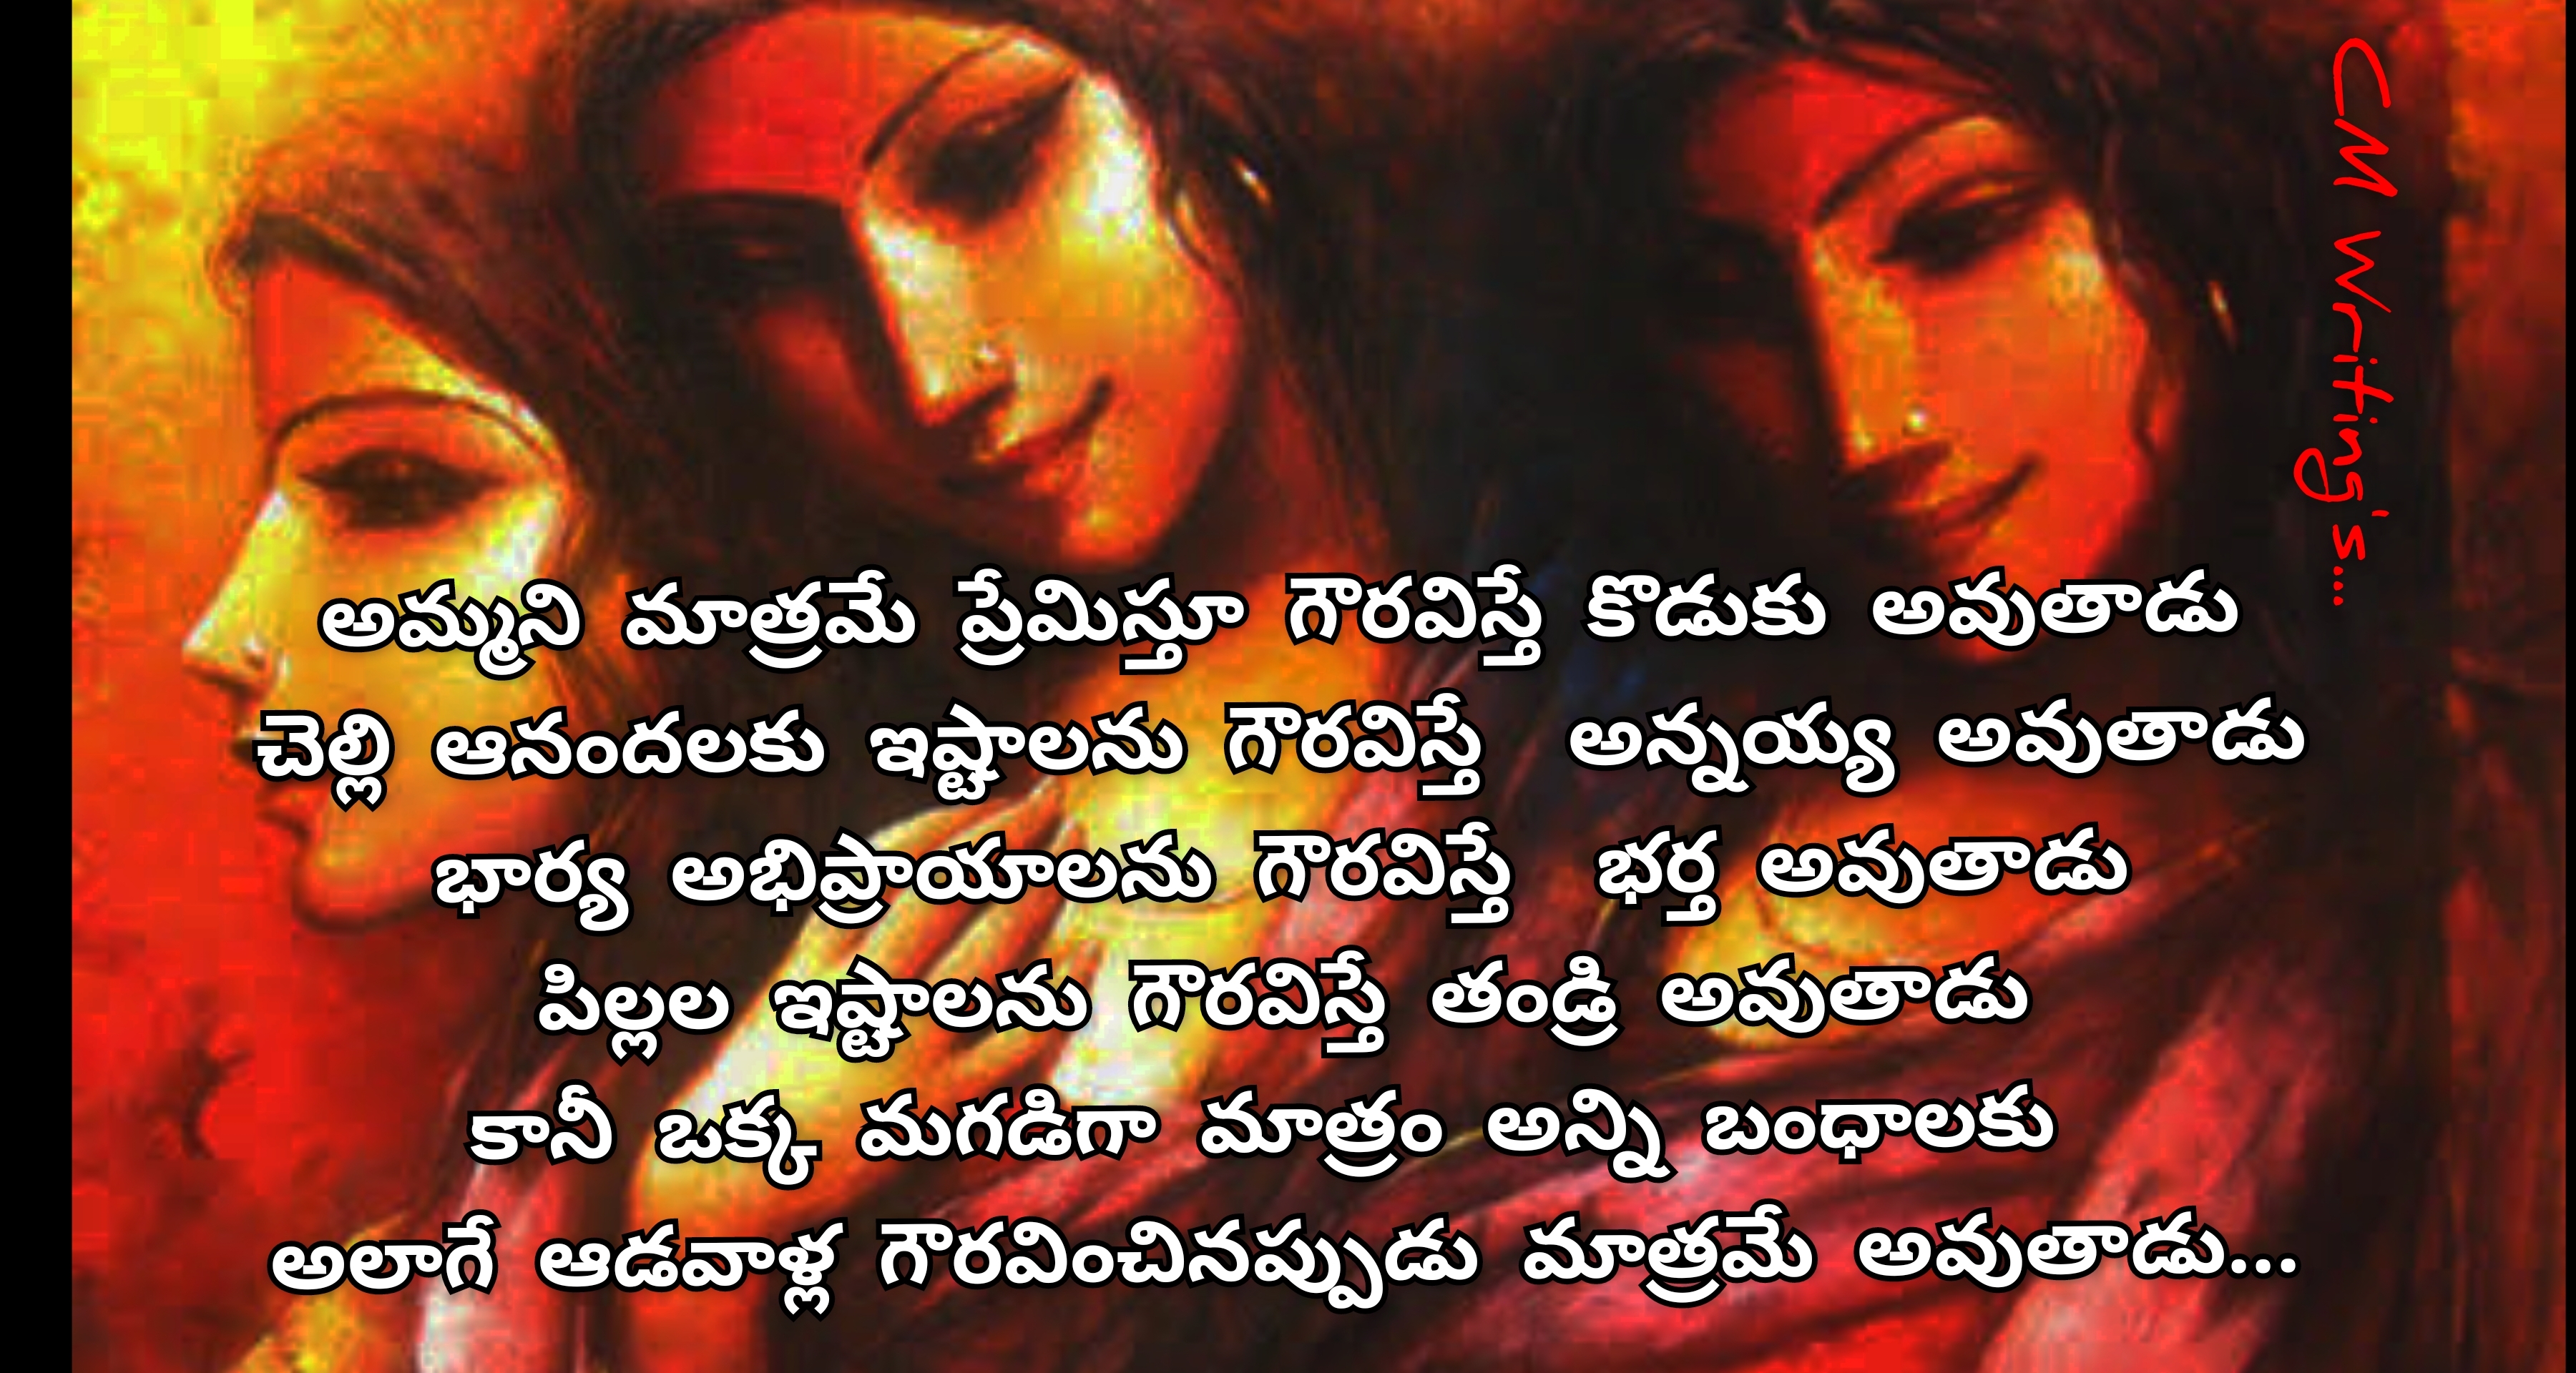 CM Writing's...
అమ్మని మాత్రమే ప్రేమిస్తూ గౌరవిస్తే కొడుకు అవుతాడు
చెల్లి ఆనందలకు ఇష్టాలను గౌరవిస్తే అన్నయ్య అవుతాడు
భార్య అభిప్రాయాలను గౌరవిస్తే భర్త అవుతాడు
పిల్లల ఇష్టాలను గౌరవిస్తే తండ్రి అవుతాడు
కానీ ఒక్క మగడిగా మాత్రం అన్ని బంధాలకు
అలాగే ఆడవాళ్ల గౌరవించినప్పుడు మాత్రమే అవుతాడు...